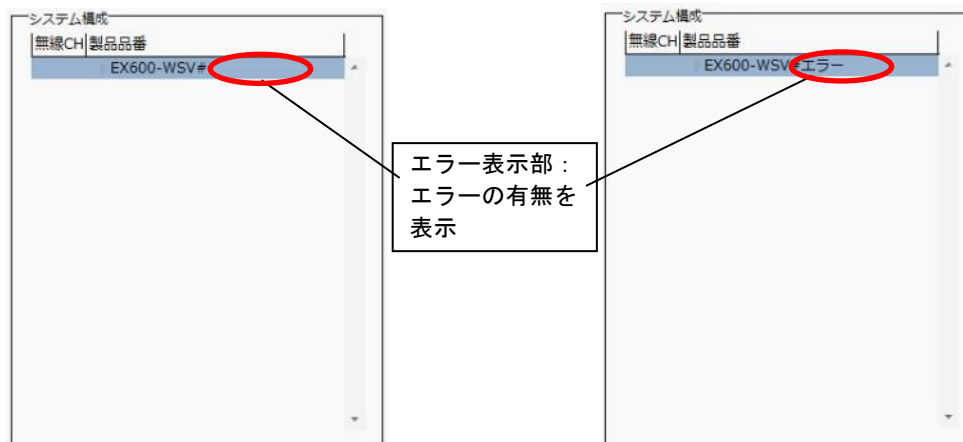 システム構成
無線CH 製品品番
EX600-WSV#
エラー表示部：
エラーの有無を
表示
システム構成
無線CH 製品品番
EX600-WSV#エラー